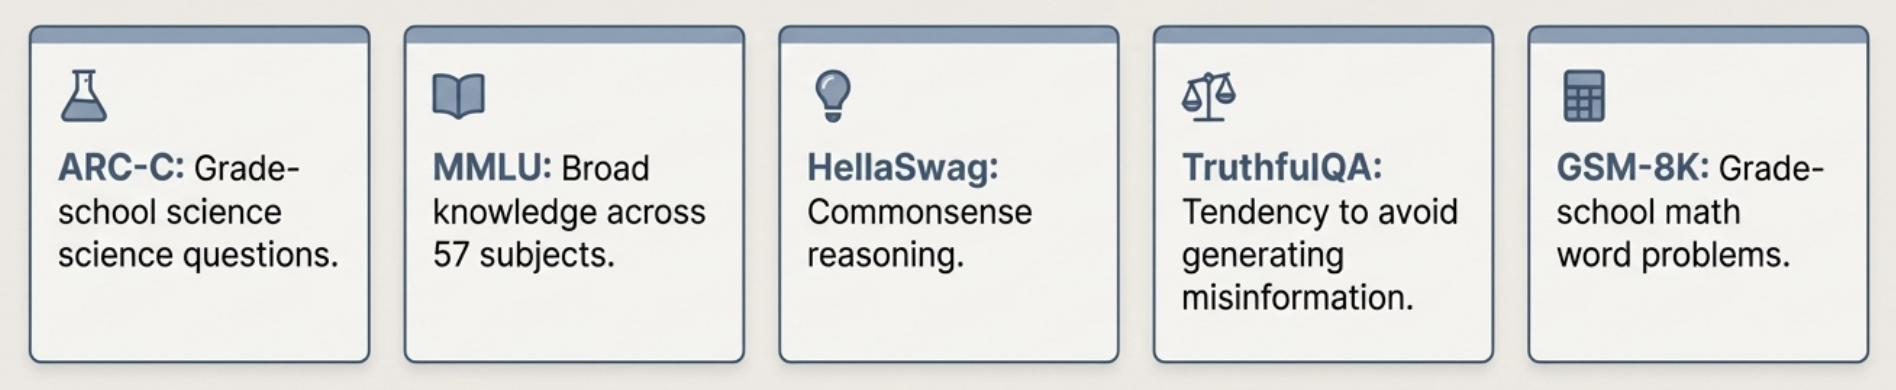 ARC-C: Grade-
school science
science questions.
MMLU: Broad
knowledge across
57 subjects.
HellaSwag:
Commonsense
reasoning.
TruthfulQA:
Tendency to avoid
generating
misinformation.
GSM-8K: Grade-
school math
word problems.